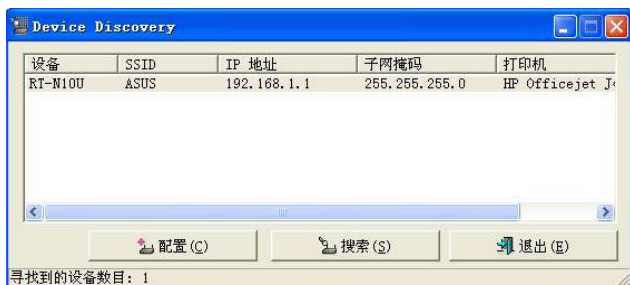 Device Discovery
设备 SSID IP 地址 子网掩码 打印机
RT-N10U ASUS 192.168.1.1 255.255.255.0 HP Officejet
配置(C) 搜索(S) 退出(E)
寻找到的设备数目: 1